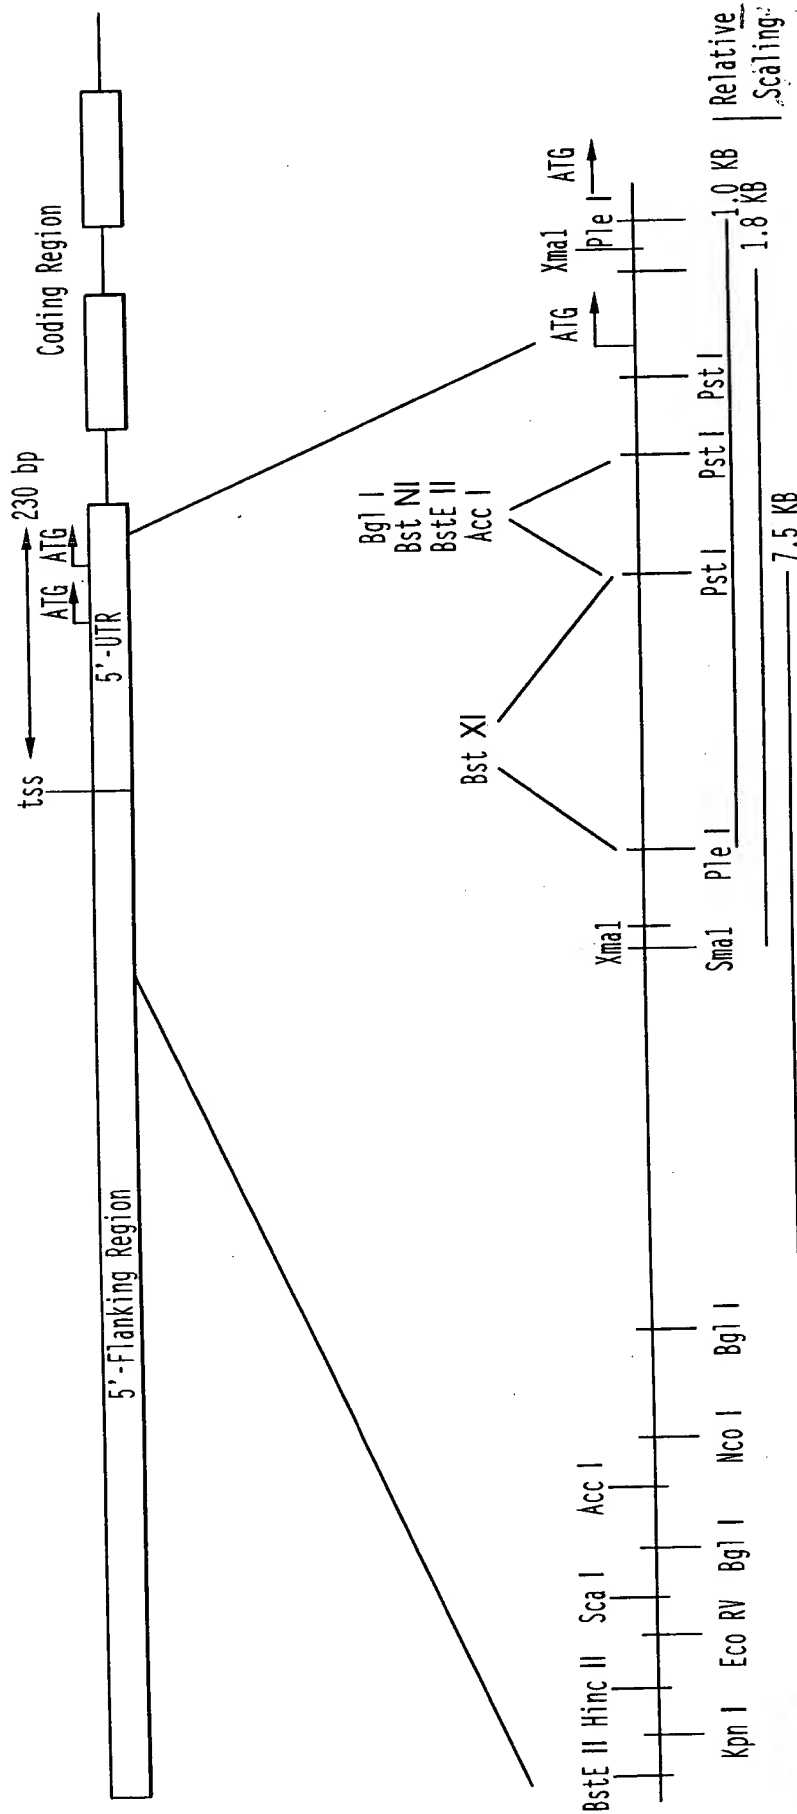 Coding Region
230 bp
tss
ATG
ATG
5'-UTR
5'-Flanking Region
Bgl I
Bst NI
BstE II
Acc I
Bst XI
ATG
Xma1
Ple I
ATG
BstE II
Hinc II
Sca I
Acc I
Xma1
Kpn I
Eco RV
Bgl I
Nco I
Bgl I
Sma1
Ple I
Pst I
Pst I
Pst I
1.0 KB
1.8 KB
7.5 KB
Relative
Scaling